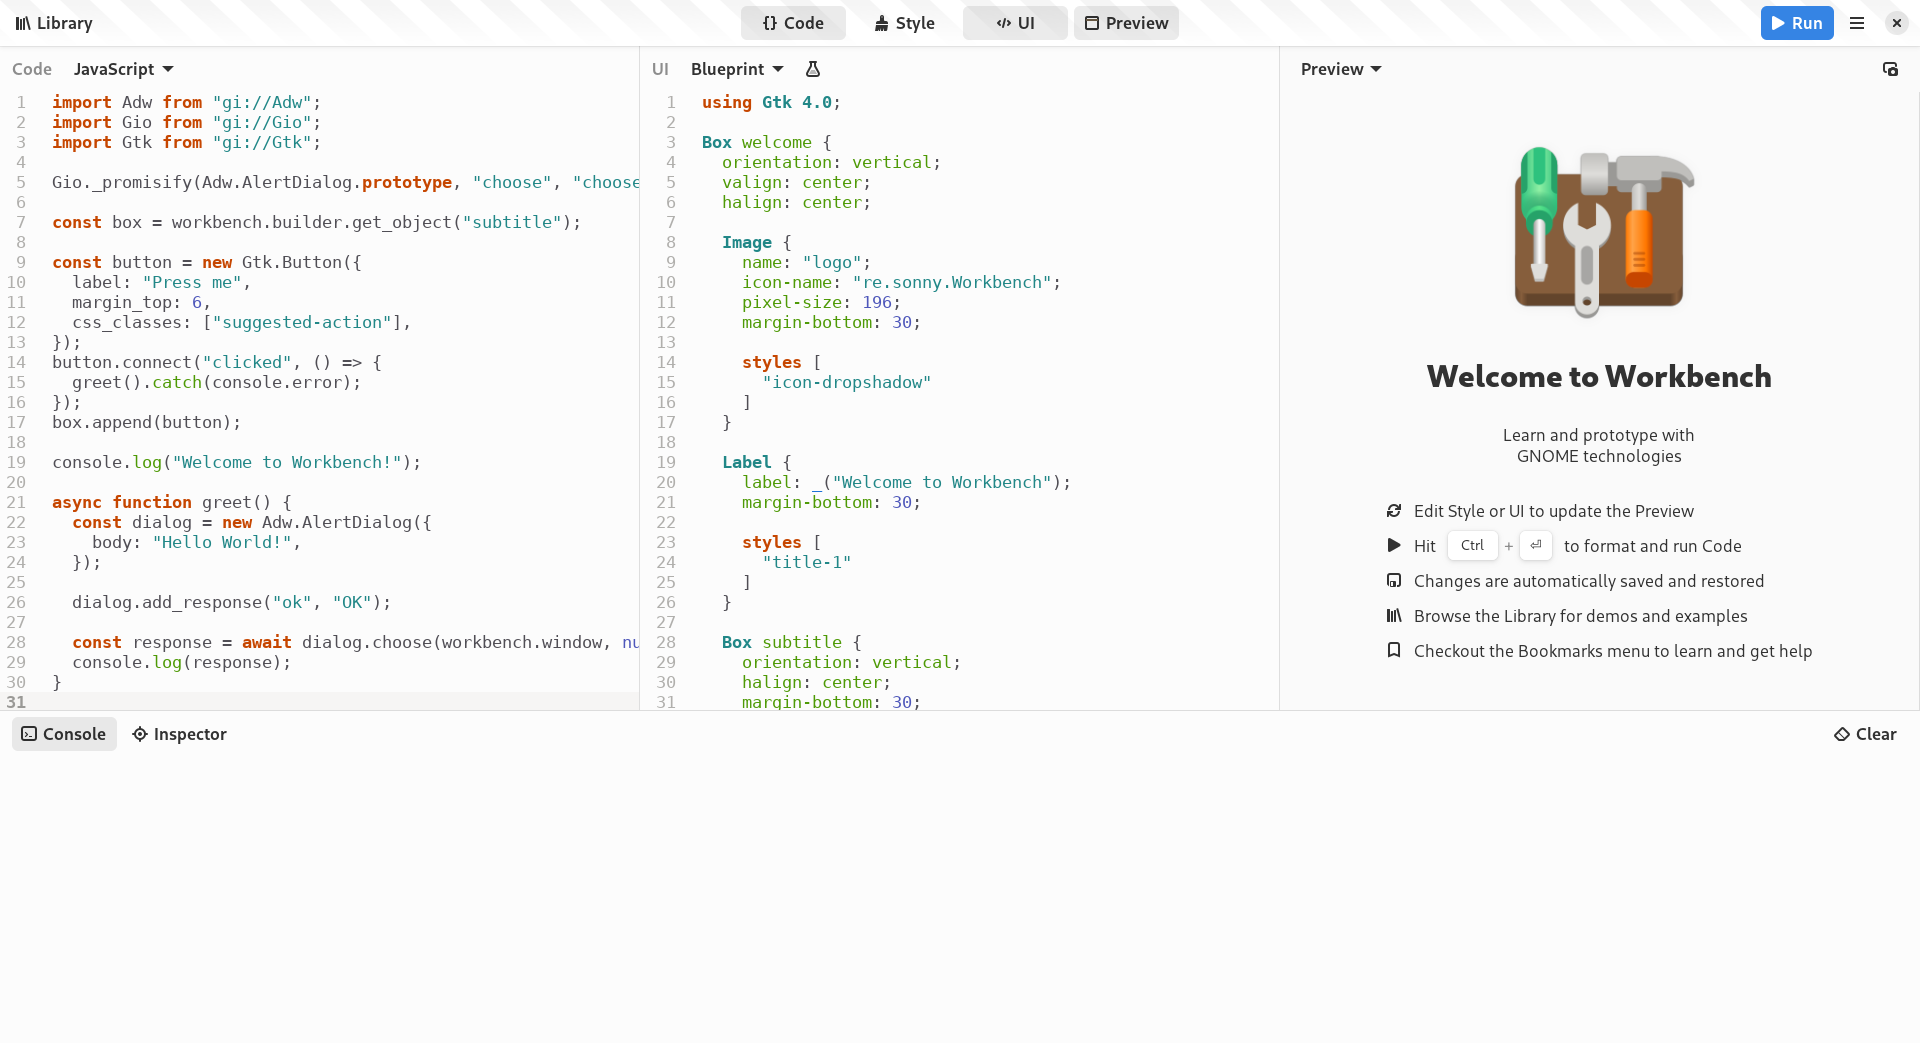 Library
Code
Style
UI
Preview
Run
Code JavaScript
1 import Adw from "gi://Adw";
2 import Gio from "gi://Gio";
3 import Gtk from "gi://Gtk";
4
5 Gio._promisify(Adw.AlertDialog.prototype, "choose", "choose
6
7 const box = workbench.builder.get_object("subtitle");
8
9 const button = new Gtk.Button({
10   label: "Press me",
11   margin_top: 6,
12   css_classes: ["suggested-action"],
13 });
14 button.connect("clicked", () => {
15   greet().catch(console.error);
16 });
17 box.append(button);
18
19 console.log("Welcome to Workbench!");
20
21 async function greet() {
22   const dialog = new Adw.AlertDialog({
23     body: "Hello World!",
24   });
25
26   dialog.add_response("ok", "OK");
27
28   const response = await dialog.choose(workbench.window, nu
29   console.log(response);
30 }
31
UI Blueprint
1 using Gtk 4.0;
2
3 Box welcome {
4   orientation: vertical;
5   valign: center;
6   halign: center;
7
8   Image {
9     name: "logo";
10     icon-name: "re.sonny.Workbench";
11     pixel-size: 196;
12     margin-bottom: 30;
13
14     styles [
15       "icon-dropshadow"
16     ]
17   }
18
19   Label {
20     label: _("Welcome to Workbench");
21     margin-bottom: 30;
22
23     styles [
24       "title-1"
25     ]
26   }
27
28   Box subtitle {
29     orientation: vertical;
30     halign: center;
31     margin-bottom: 30;
Preview
Welcome to Workbench
Learn and prototype with
GNOME technologies
Edit Style or UI to update the Preview
Hit Ctrl + ⏎ to format and run Code
Changes are automatically saved and restored
Browse the Library for demos and examples
Checkout the Bookmarks menu to learn and get help
Console
Inspector
Clear